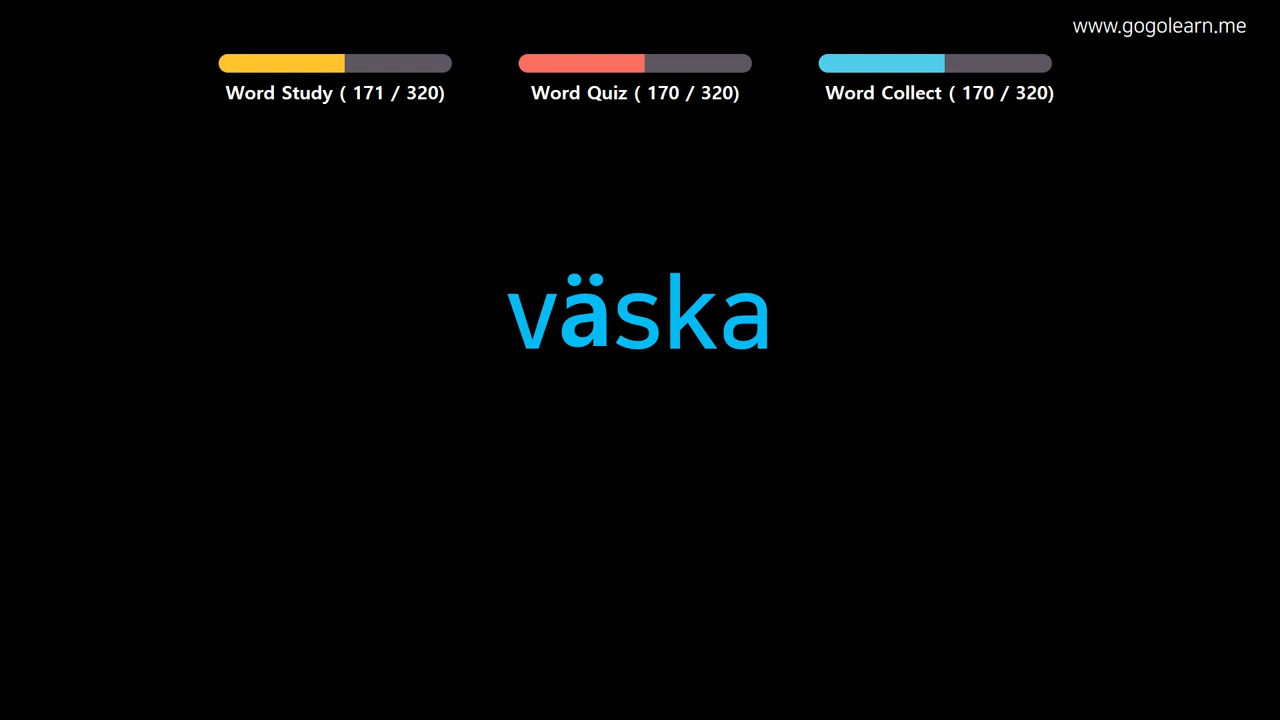 www.gogolearn.me
Word Study ( 171 / 320)
Word Quiz ( 170 / 320)
Word Collect ( 170 / 320)
väska